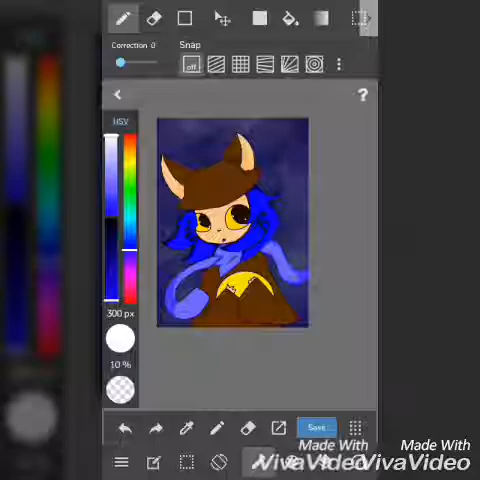 Correction 0
Snap
off
?
HSV
300 px
10 %
Save
Made With
VivaVideo
Made With
VivaVideo